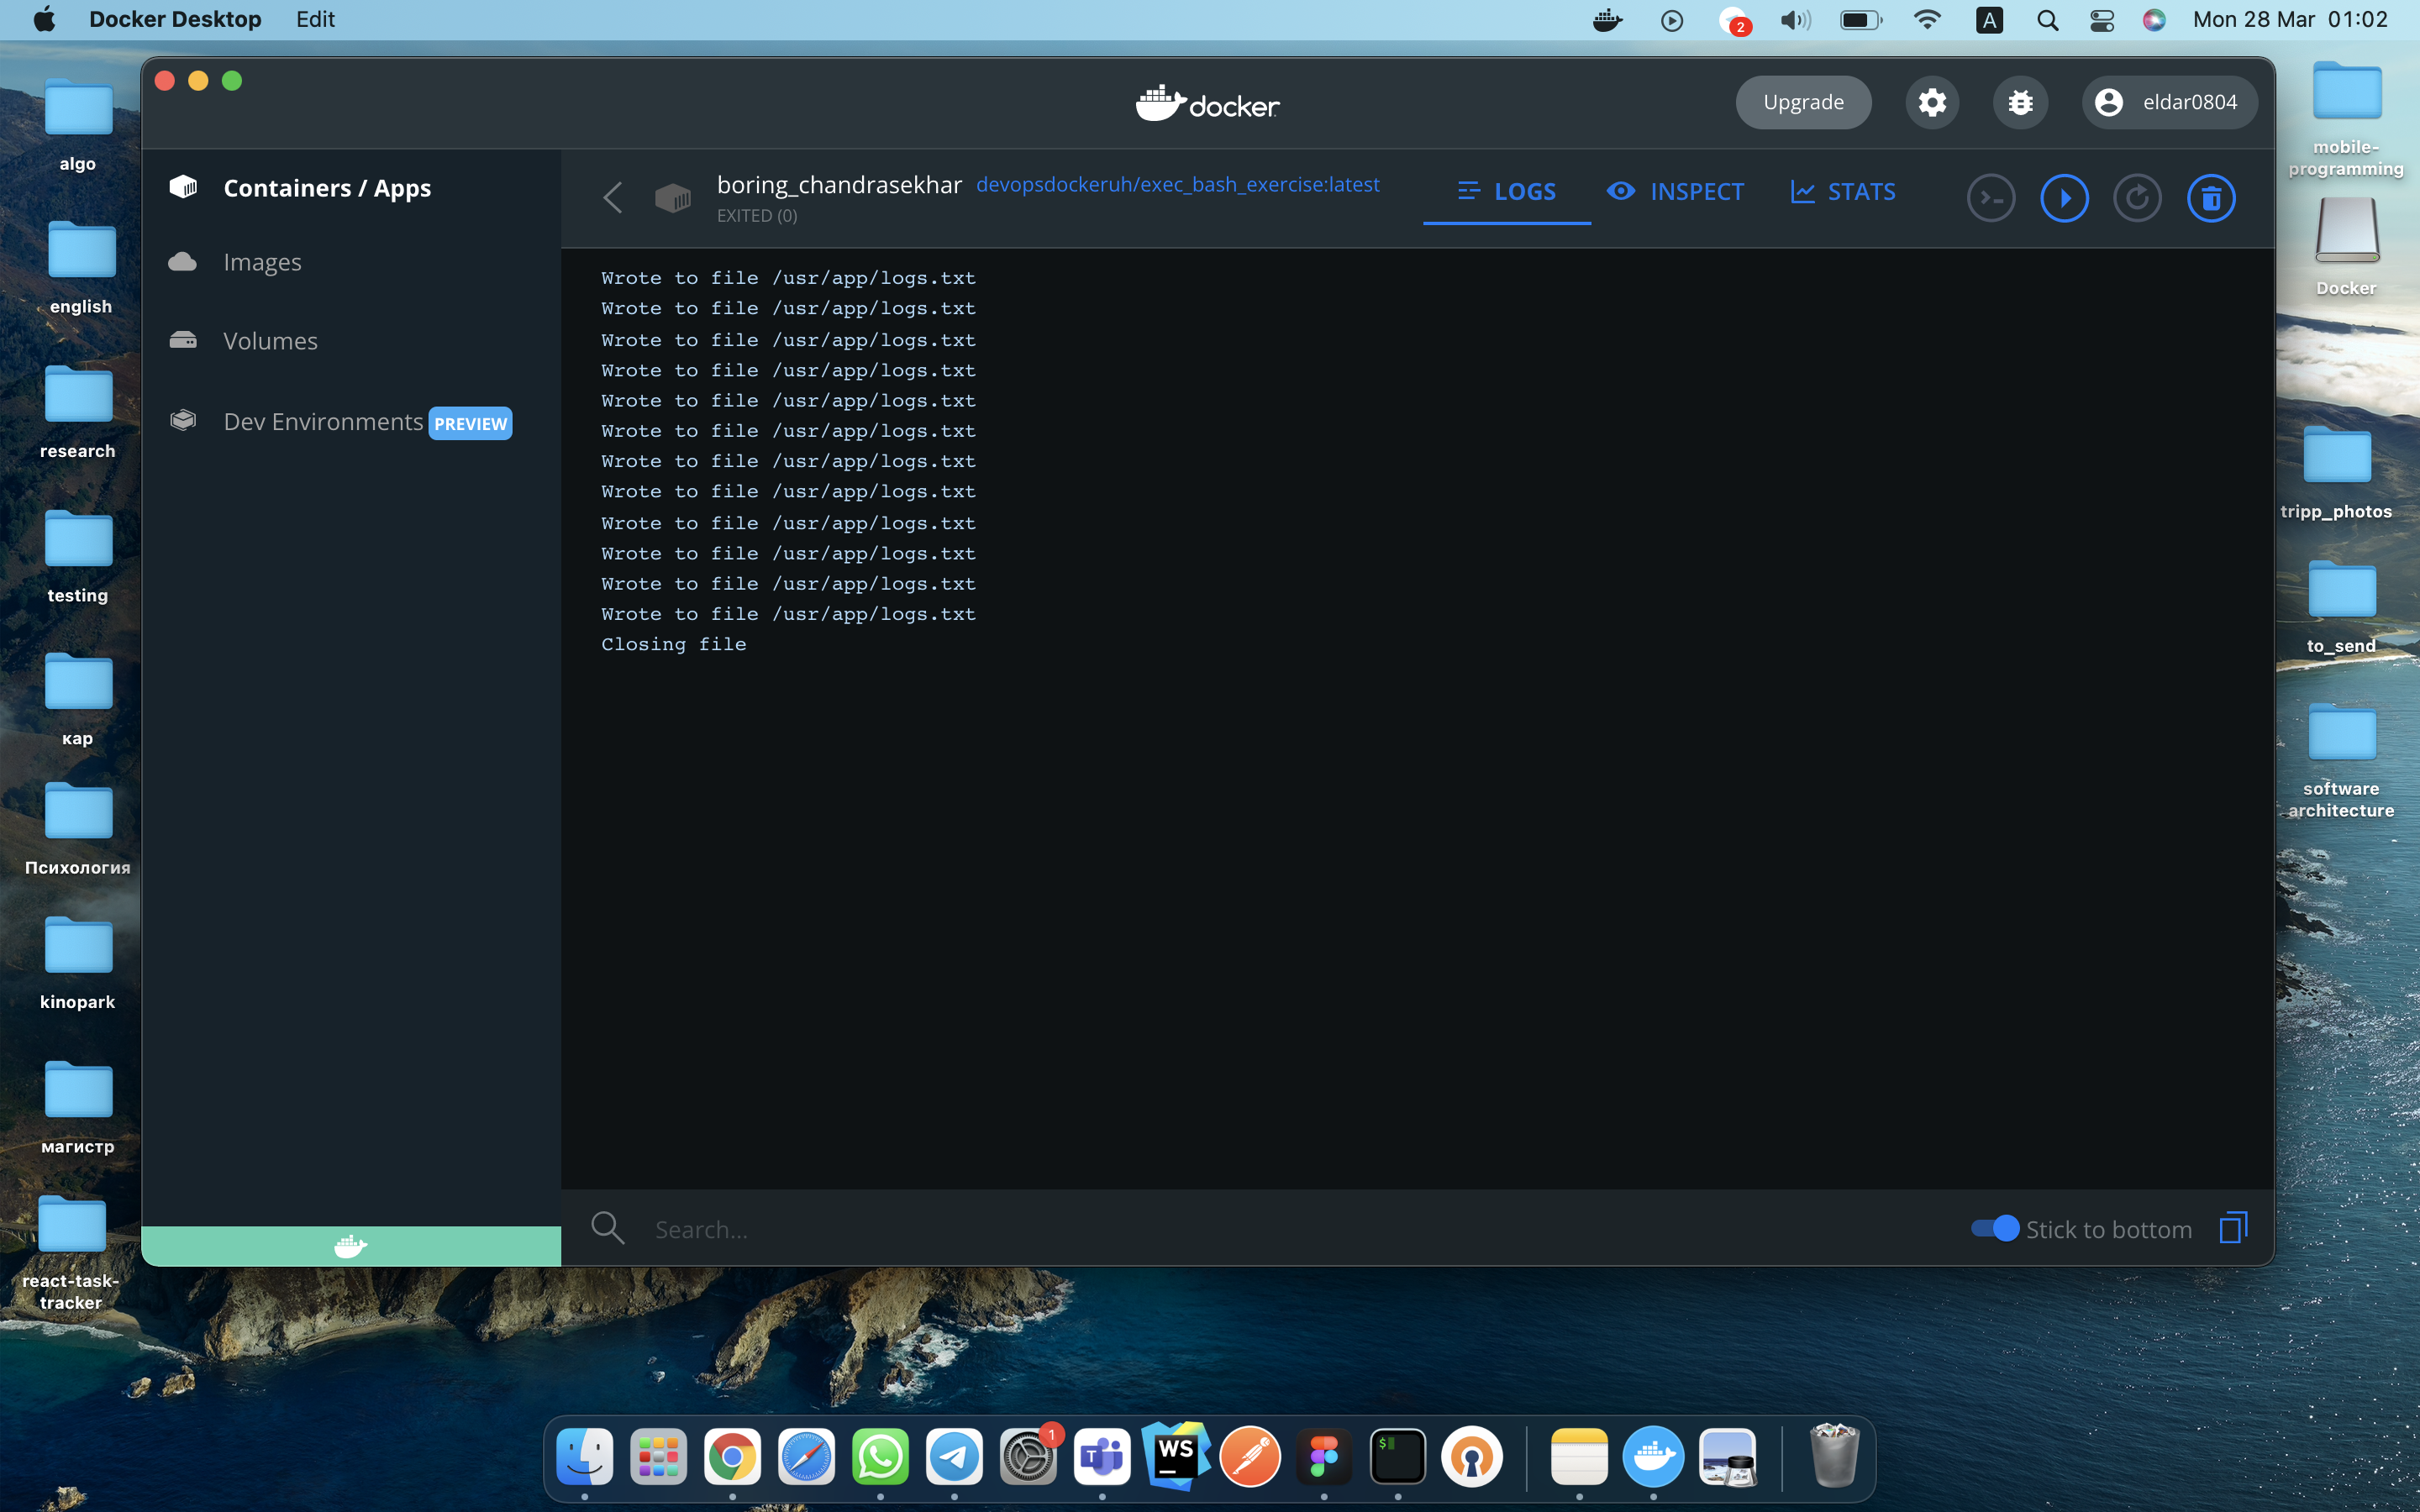 Docker Desktop Edit
2
A
Mon 28 Mar 01:02
docker
Upgrade
eldar0804
Containers / Apps
Images
Volumes
Dev Environments PREVIEW
boring_chandrasekhar devopsdockeruh/exec_bash_exercise:latest
EXITED (0)
LOGS
INSPECT
STATS
Wrote to file /usr/app/logs.txt
Wrote to file /usr/app/logs.txt
Wrote to file /usr/app/logs.txt
Wrote to file /usr/app/logs.txt
Wrote to file /usr/app/logs.txt
Wrote to file /usr/app/logs.txt
Wrote to file /usr/app/logs.txt
Wrote to file /usr/app/logs.txt
Wrote to file /usr/app/logs.txt
Wrote to file /usr/app/logs.txt
Wrote to file /usr/app/logs.txt
Wrote to file /usr/app/logs.txt
Closing file
Search...
Stick to bottom
algo
english
research
testing
кар
Психология
kinopark
магистр
react-task-
tracker
mobile-
programming
Docker
tripp_photos
to_send
software
architecture
1
T
WS
$